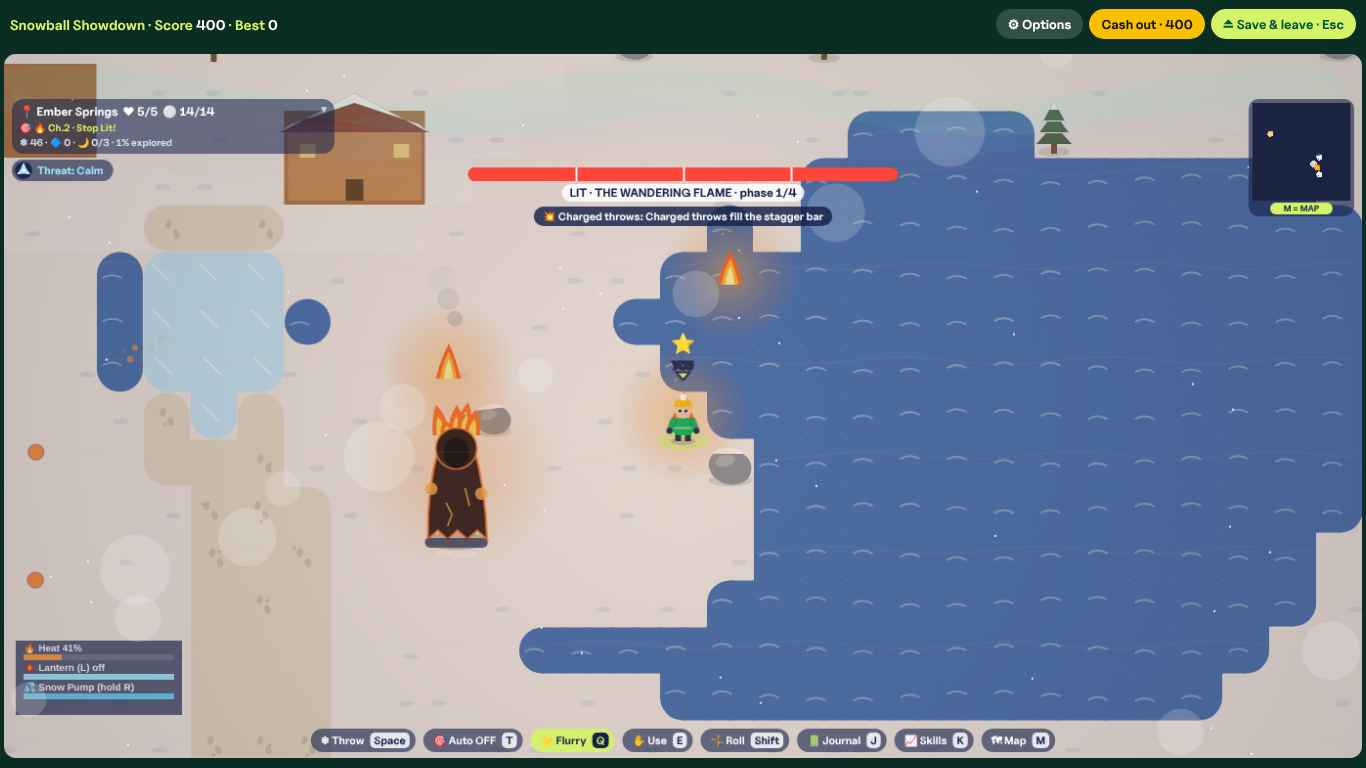 Snowball Showdown · Score 400 · Best 0
Options
Cash out · 400
Save & leave · Esc
Ember Springs 5/5 14/14
Ch.2 · Stop Lit!
46 · 0 · 0/3 · 1% explored
Threat: Calm
LIT · THE WANDERING FLAME · phase 1/4
Charged throws: Charged throws fill the stagger bar
M = MAP
STAGGER
Heat 41%
Lantern (L) off
Snow Pump (hold R)
Throw Space
Auto OFF T
Flurry Q
Use E
Roll Shift
Journal J
Skills K
Map M